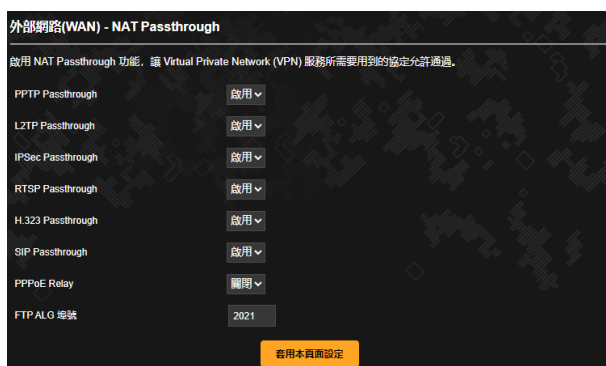 外部網路(WAN) - NAT Passthrough
啟用 NAT Passthrough 功能，讓 Virtual Private Network (VPN) 服務所需要用到的協定允許通過。
PPTP Passthrough 啟用
L2TP Passthrough 啟用
IPSec Passthrough 啟用
RTSP Passthrough 啟用
H.323 Passthrough 啟用
SIP Passthrough 啟用
PPPoE Relay 關閉
FTP ALG 埠號 2021
套用本頁面設定